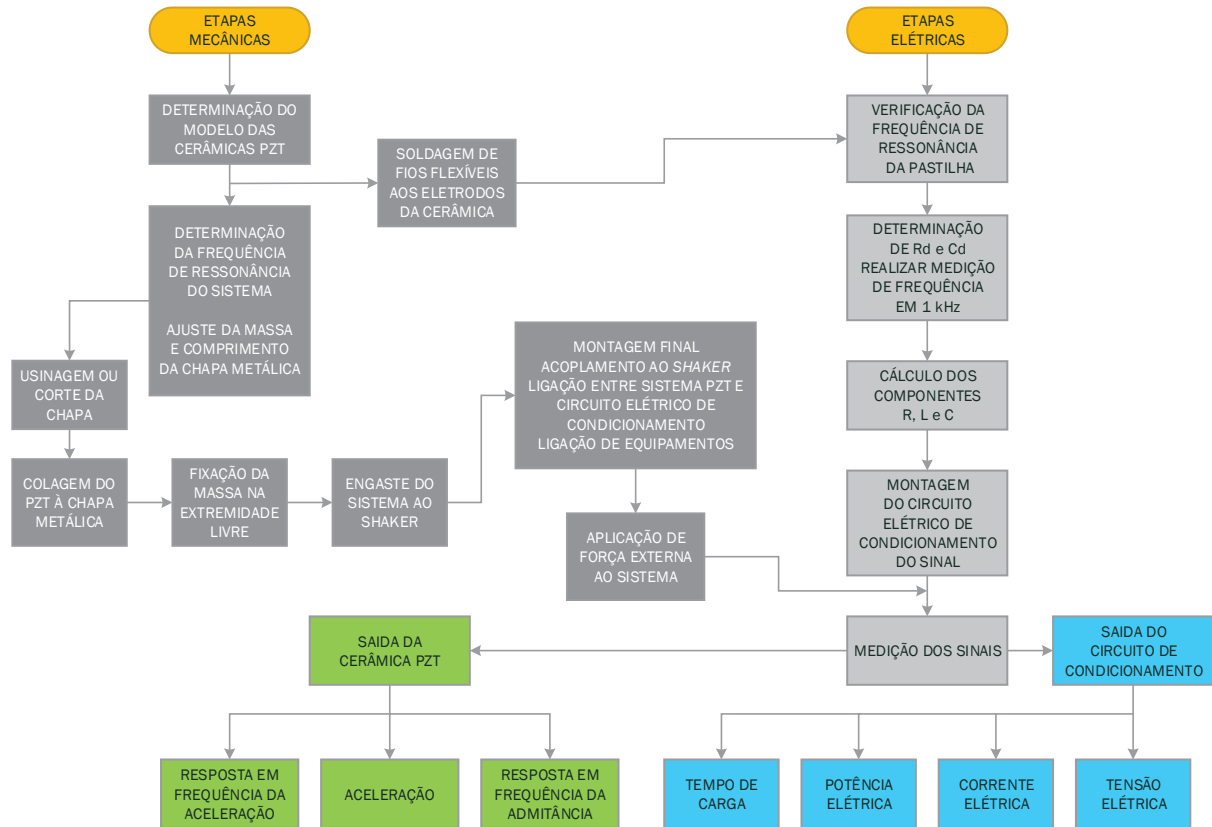 ETAPAS
MECÂNICAS
ETAPAS
ELÉTRICAS
DETERMINAÇÃO DO
MODELO DAS
CERÂMICAS PZT
SOLDAGEM DE
FIOS FLEXÍVEIS
AOS ELETRODOS
DA CERÂMICA
VERIFICAÇÃO DA
FREQUÊNCIA DE
RESSONÂNCIA
DA PASTILHA
DETERMINAÇÃO
DA FREQUÊNCIA
DE RESSONÂNCIA
DO SISTEMA
AJUSTE DA MASSA
E COMPRIMENTO
DA CHAPA METÁLICA
DETERMINAÇÃO
DE Rd e Cd
REALIZAR MEDIÇÃO
DE FREQUÊNCIA
EM 1 kHz
USINAGEM OU
CORTE DA
CHAPA
MONTAGEM FINAL
ACOPLAMENTO AO SHAKER
LIGAÇÃO ENTRE SISTEMA PZT E
CIRCUITO ELÉTRICO DE
CONDICIONAMENTO
LIGAÇÃO DE EQUIPAMENTOS
CÁLCULO DOS
COMPONENTES
R, L e C
COLAGEM DO
PZT À CHAPA
METÁLICA
FIXAÇÃO DA
MASSA NA
EXTREMIDADE
LIVRE
ENGASTE DO
SISTEMA AO
SHAKER
MONTAGEM
DO CIRCUITO
ELÉTRICO DE
CONDICIONAMENTO
DO SINAL
APLICAÇÃO DE
FORÇA EXTERNA
AO SISTEMA
SAIDA DA
CERÂMICA PZT
MEDIÇÃO DOS SINAIS
SAIDA DO
CIRCUITO DE
CONDICIONAMENTO
RESPOSTA EM
FREQUÊNCIA DA
ACELERAÇÃO
ACELERAÇÃO
RESPOSTA EM
FREQUÊNCIA DA
ADMITÂNCIA
TEMPO DE
CARGA
POTÊNCIA
ELÉTRICA
CORRENTE
ELÉTRICA
TENSÃO
ELÉTRICA